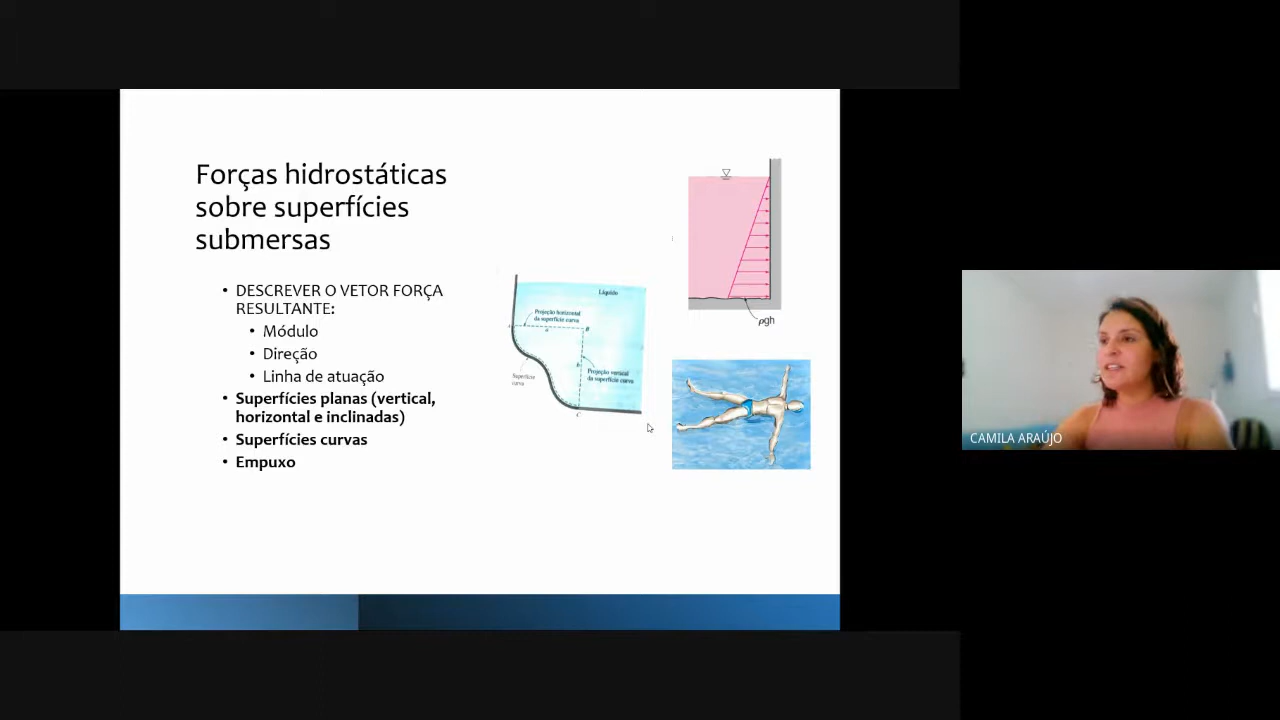 Forças hidrostáticas
sobre superfícies
submersas
• DESCREVER O VETOR FORÇA
RESULTANTE:
• Módulo
• Direção
• Linha de atuação
• Superfícies planas (vertical,
horizontal e inclinadas)
• Superfícies curvas
• Empuxo
Líquido
Projeção horizontal
da superfície curva
a
B
b
Projeção vertical
da superfície curva
Superfície
curva
C
ρgh
CAMILA ARAÚJO